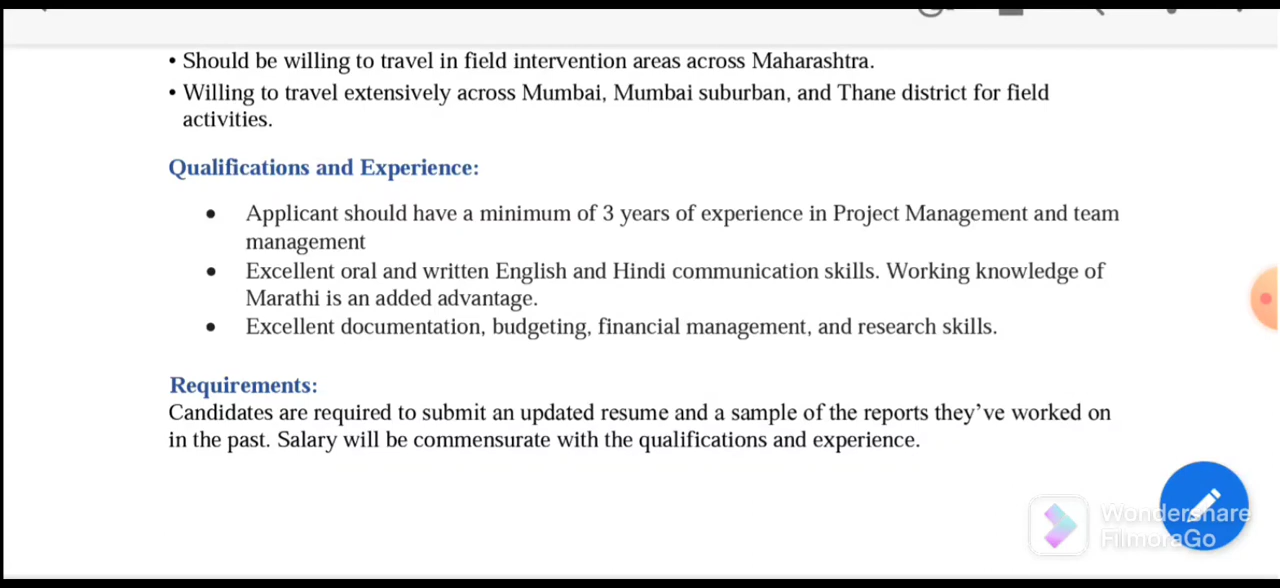 • Should be willing to travel in field intervention areas across Maharashtra.
• Willing to travel extensively across Mumbai, Mumbai suburban, and Thane district for field
activities.
Qualifications and Experience:
• Applicant should have a minimum of 3 years of experience in Project Management and team
management
• Excellent oral and written English and Hindi communication skills. Working knowledge of
Marathi is an added advantage.
• Excellent documentation, budgeting, financial management, and research skills.
Requirements:
Candidates are required to submit an updated resume and a sample of the reports they’ve worked on
in the past. Salary will be commensurate with the qualifications and experience.
Wondershare
FilmoraGo